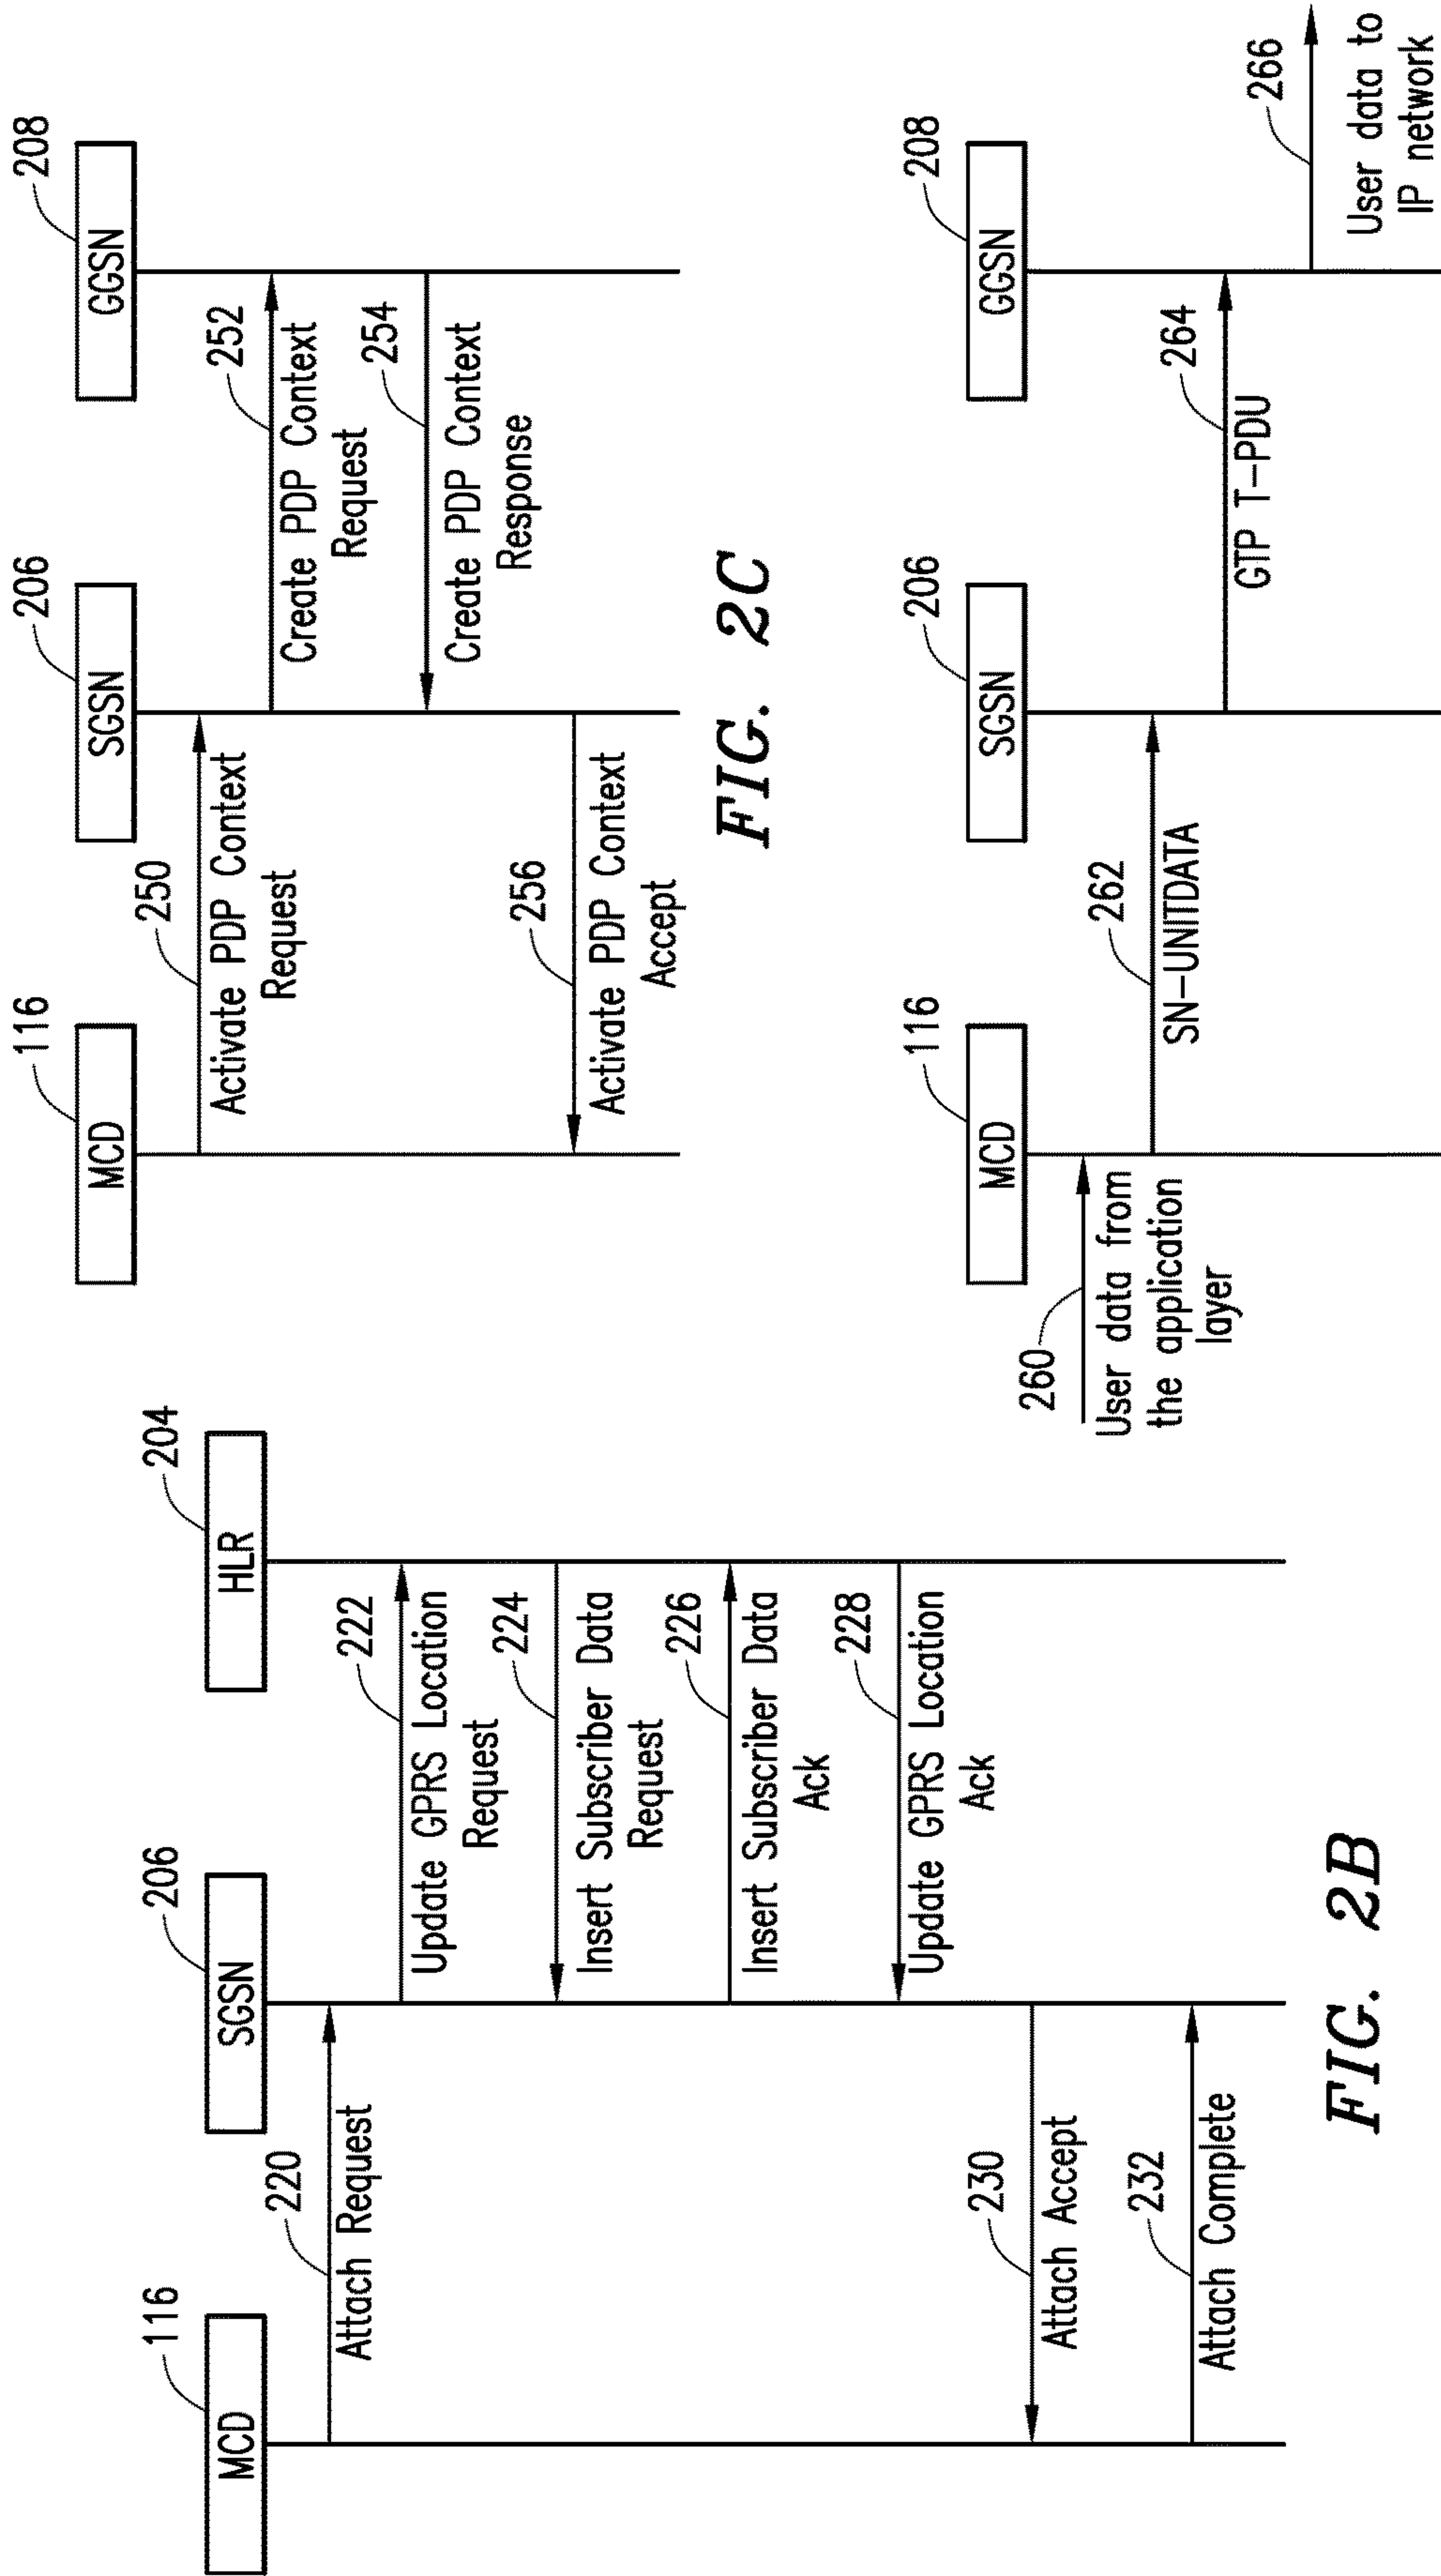 116
206
204
MCD
SGSN
HLR
220
Attach Request
222
Update GPRS Location
Request
224
Insert Subscriber Data
Request
226
Insert Subscriber Data
Ack
228
Update GPRS Location
Ack
230
Attach Accept
232
Attach Complete
FIG. 2B
116
206
208
MCD
SGSN
GGSN
250
Activate PDP Context
Request
252
Create PDP Context
Request
254
Create PDP Context
Response
256
Activate PDP Context
Accept
FIG. 2C
116
206
208
MCD
SGSN
GGSN
260
User data from
the application
layer
262
SN-UNITDATA
264
GTP T-PDU
266
User data to
IP network